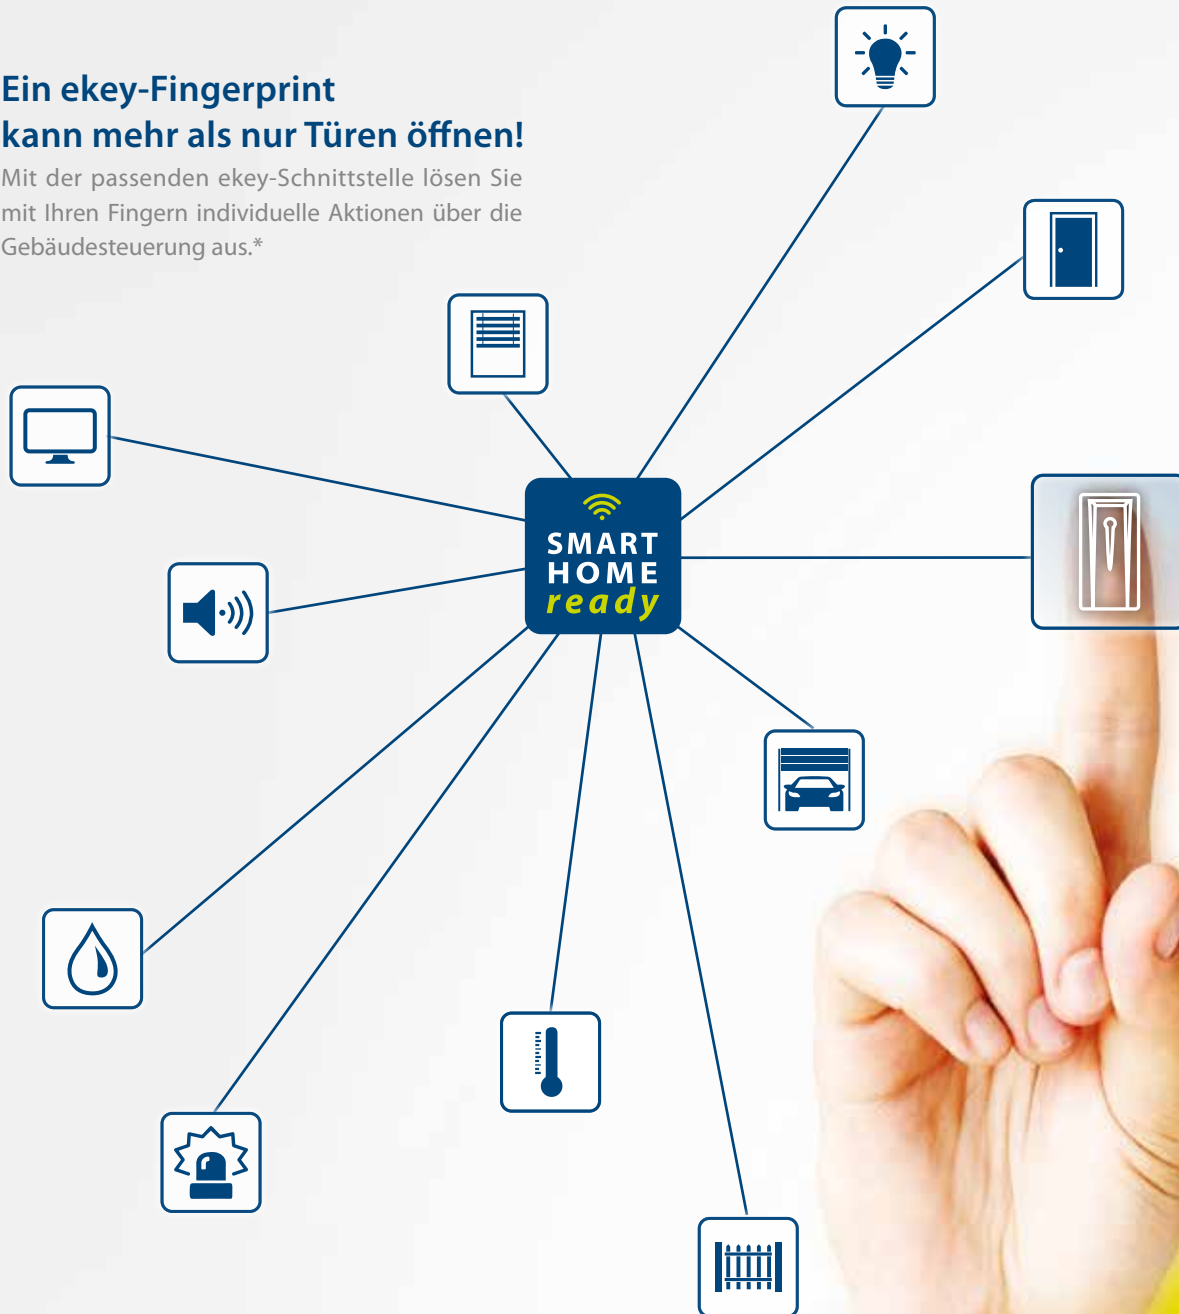 Ein ekey-Fingerprint
kann mehr als nur Türen öffnen!
Mit der passenden ekey-Schnittstelle lösen Sie
mit Ihren Fingern individuelle Aktionen über die
Gebäudesteuerung aus.*
SMART
HOME
ready